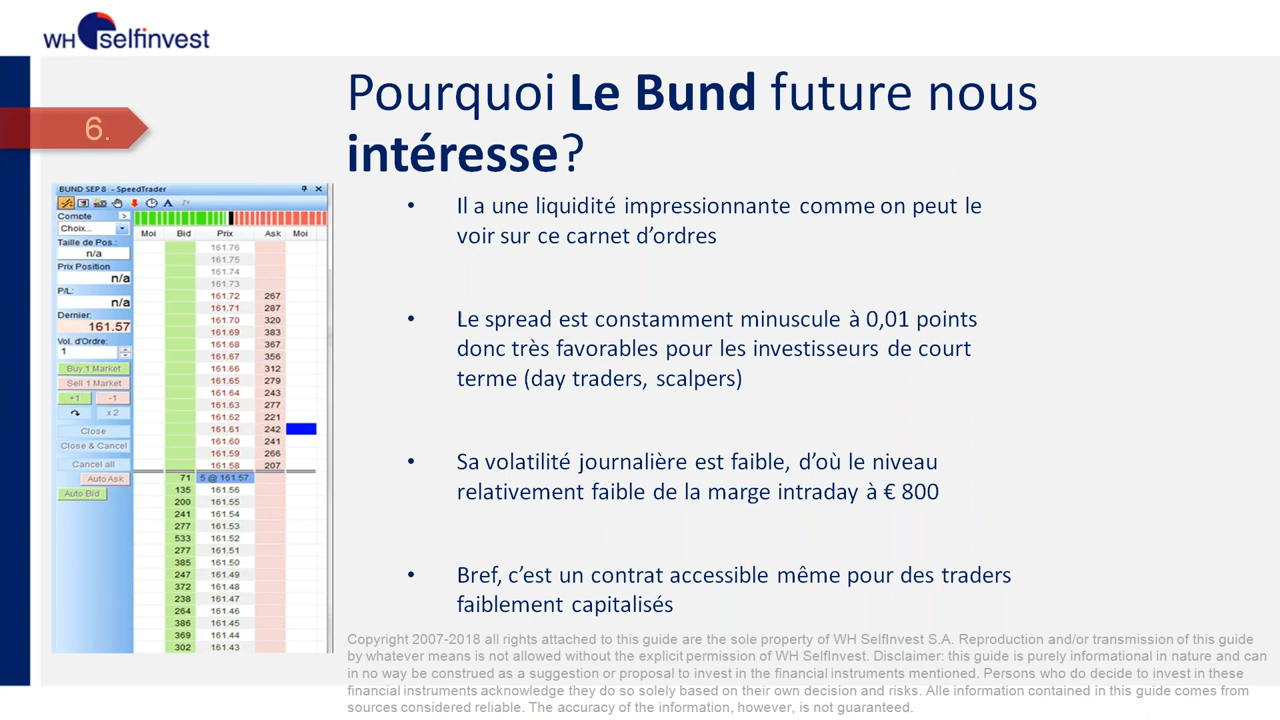 WH selfinvest
Pourquoi Le Bund future nous
intéresse?
6.
BUND SEP 8 - SpeedTrader
Compte
Choix...
Taille de Pos.:
n/a
Prix Position
n/a
P/L:
n/a
Dernier:
161.57
Vol. d'Ordre:
1
Buy 1 Market
Sell 1 Market
+1 -1
x 2
Close
Close & Cancel
Cancel all
Auto Ask
Auto Bid
Moi Bid Prix Ask Moi
161.76
161.75
161.74
161.73
161.72 267
161.71 287
161.70 320
161.69 383
161.68 367
161.67 356
161.66 312
161.65 279
161.64 243
161.63 277
161.62 221
161.61 242
161.60 241
161.59 266
161.58 207
71 5 @ 161.57
135 161.56
200 161.55
241 161.54
277 161.53
533 161.52
277 161.51
385 161.50
247 161.49
372 161.48
238 161.47
264 161.46
386 161.45
369 161.44
302 161.43
• Il a une liquidité impressionnante comme on peut le
voir sur ce carnet d'ordres
• Le spread est constamment minuscule à 0,01 points
donc très favorables pour les investisseurs de court
terme (day traders, scalpers)
• Sa volatilité journalière est faible, d'où le niveau
relativement faible de la marge intraday à € 800
• Bref, c'est un contrat accessible même pour des traders
faiblement capitalisés
Copyright 2007-2018 all rights attached to this guide are the sole property of WH SelfInvest S.A. Reproduction and/or transmission of this guide
by whatever means is not allowed without the explicit permission of WH SelfInvest. Disclaimer: this guide is purely informational in nature and can
in no way be construed as a suggestion or proposal to invest in the financial instruments mentioned. Persons who do decide to invest in these
financial instruments acknowledge they do so solely based on their own decision and risks. Alle information contained in this guide comes from
sources considered reliable. The accuracy of the information, however, is not guaranteed.